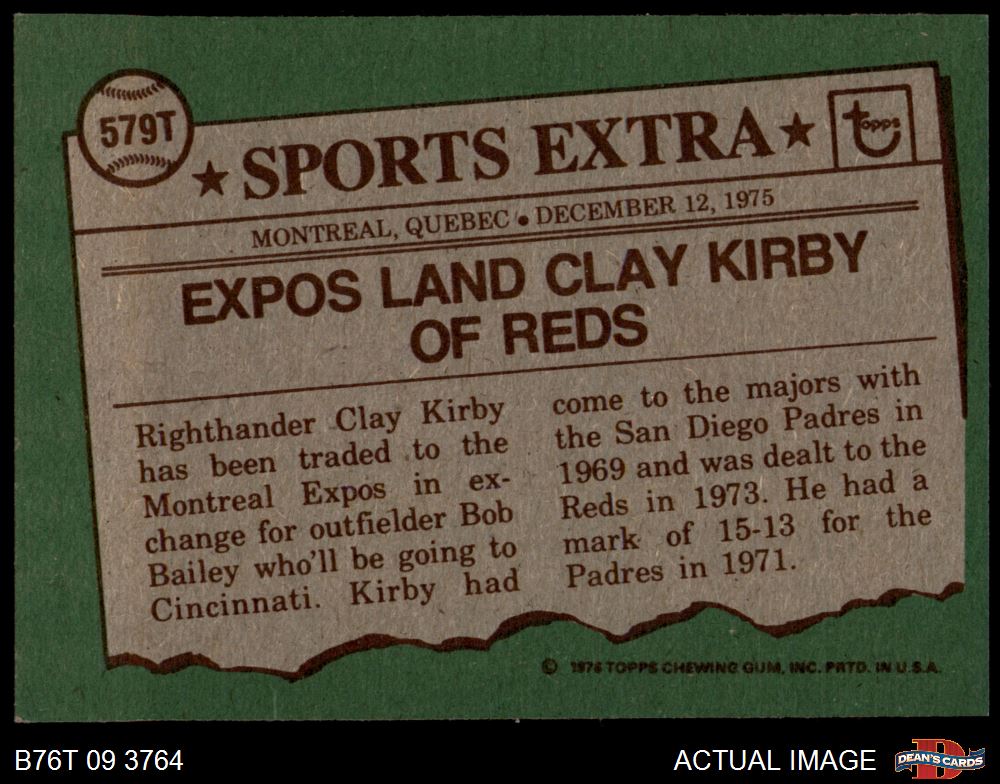 579T
★ SPORTS EXTRA ★
topps
MONTREAL, QUEBEC • DECEMBER 12, 1975
EXPOS LAND CLAY KIRBY
OF REDS
Righthander Clay Kirby
has been traded to the
Montreal Expos in ex-
change for outfielder Bob
Bailey who'll be going to
Cincinnati. Kirby had
come to the majors with
the San Diego Padres in
1969 and was dealt to the
Reds in 1973. He had a
mark of 15-13 for the
Padres in 1971.
© 1976 TOPPS CHEWING GUM, INC. PRTD. IN U.S.A.
B76T 09 3764
ACTUAL IMAGE
DEAN'S CARDS